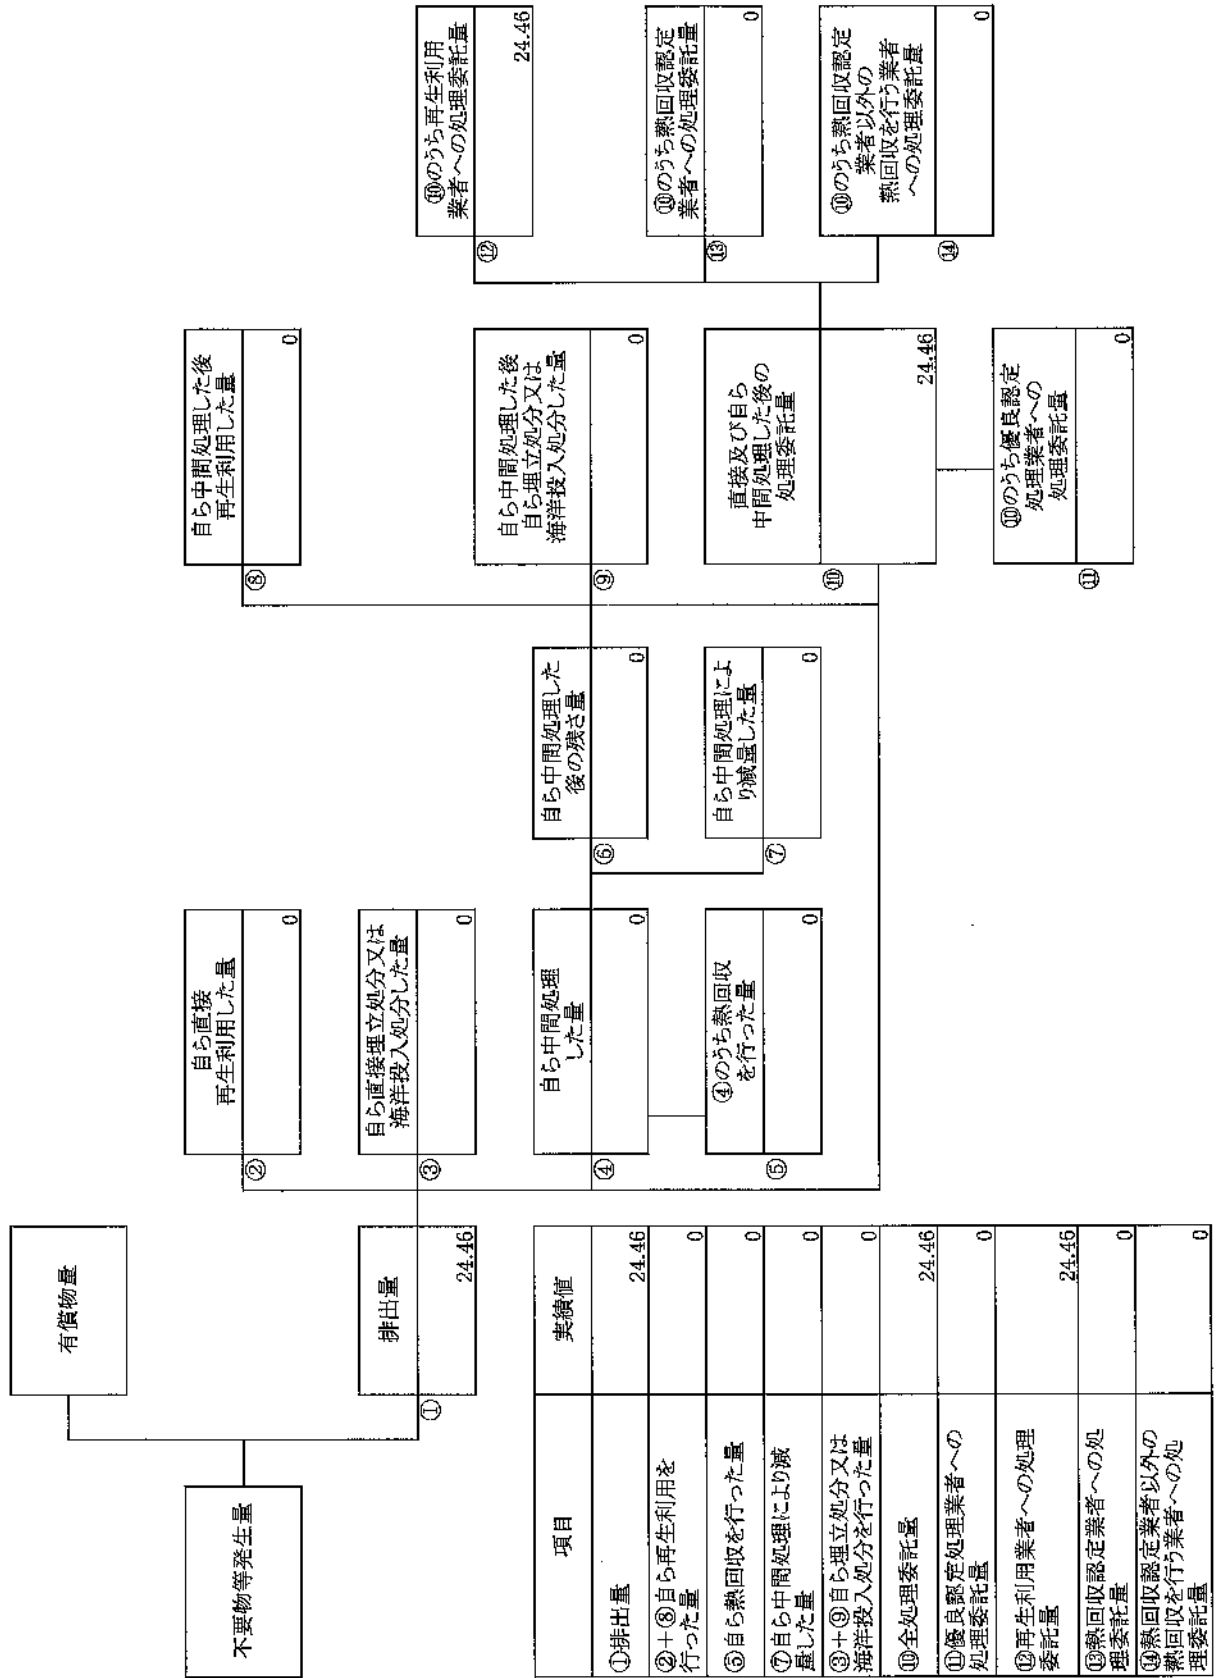 不要物等発生量
有償物量
①
排出量
24.46
②
自ら直接
再生利用した量
0
③
自ら直接埋立処分又は
海洋投入処分した量
0
④
自ら中間処理
した量
0
⑤
④のうち熱回収
を行った量
0
⑥
自ら中間処理した
後の残さ量
0
⑦
自ら中間処理によ
り減量した量
0
⑧
自ら中間処理した後
再生利用した量
0
⑨
自ら中間処理した後
自ら埋立処分又は
海洋投入処分した量
0
⑩
直接及び自ら
中間処理した後の
処理委託量
24.46
⑪
⑩のうち優良認定
処理業者への
処理委託量
0
⑫
⑩のうち再生利用
業者への処理委託量
24.46
⑬
⑩のうち熱回収認定
業者への処理委託量
0
⑭
⑩のうち熱回収認定
業者以外の
熱回収を行う業者
への処理委託量
0
項目 実績値
①排出量 24.46
②+⑧自ら再生利用を
行った量 0
⑤自ら熱回収を行った量 0
⑦自ら中間処理により減
量した量 0
③+⑨自ら埋立処分又は
海洋投入処分を行った量 0
⑩全処理委託量 24.46
⑪優良認定処理業者への
処理委託量 0
⑫再生利用業者への処理
委託量 24.46
⑬熱回収認定業者への処
理委託量 0
⑭熱回収認定業者以外の
熱回収を行う業者への処
理委託量 0